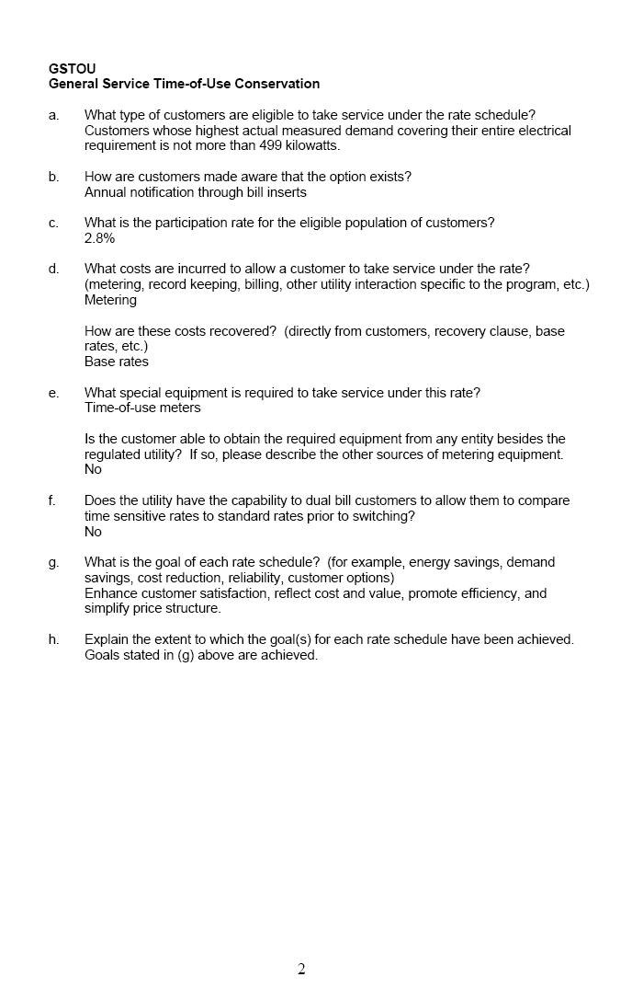 GSTOU
General Service Time-of-Use Conservation
a. What type of customers are eligible to take service under the rate schedule?
Customers whose highest actual measured demand covering their entire electrical
requirement is not more than 499 kilowatts.
b. How are customers made aware that the option exists?
Annual notification through bill inserts
c. What is the participation rate for the eligible population of customers?
2.8%
d. What costs are incurred to allow a customer to take service under the rate?
(metering, record keeping, billing, other utility interaction specific to the program, etc.)
Metering
How are these costs recovered? (directly from customers, recovery clause, base
rates, etc.)
Base rates
e. What special equipment is required to take service under this rate?
Time-of-use meters
Is the customer able to obtain the required equipment from any entity besides the
regulated utility? If so, please describe the other sources of metering equipment.
No
f. Does the utility have the capability to dual bill customers to allow them to compare
time sensitive rates to standard rates prior to switching?
No
g. What is the goal of each rate schedule? (for example, energy savings, demand
savings, cost reduction, reliability, customer options)
Enhance customer satisfaction, reflect cost and value, promote efficiency, and
simplify price structure.
h. Explain the extent to which the goal(s) for each rate schedule have been achieved.
Goals stated in (g) above are achieved.
2